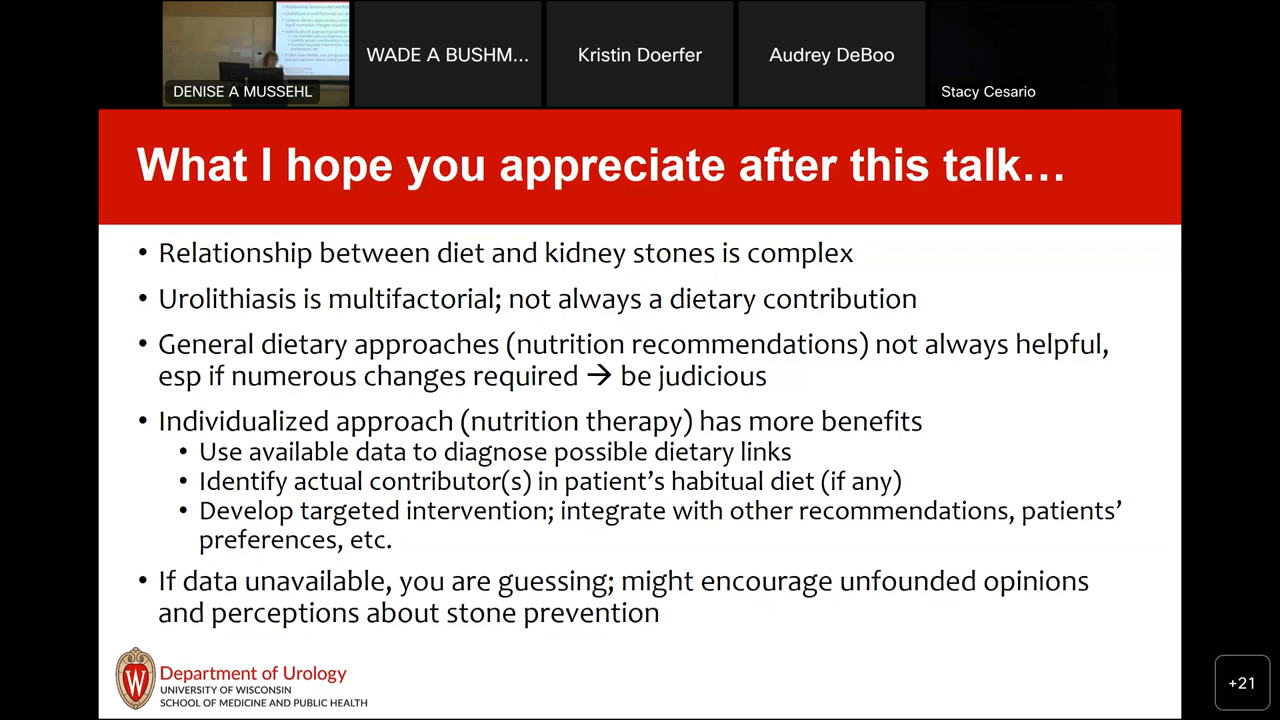 DENISE A MUSSEHL
WADE A BUSHM...
Kristin Doerfer
Audrey DeBoo
Stacy Cesario
What I hope you appreciate after this talk...
• Relationship between diet and kidney stones is complex
• Urolithiasis is multifactorial; not always a dietary contribution
• General dietary approaches (nutrition recommendations) not always helpful,
esp if numerous changes required → be judicious
• Individualized approach (nutrition therapy) has more benefits
• Use available data to diagnose possible dietary links
• Identify actual contributor(s) in patient’s habitual diet (if any)
• Develop targeted intervention; integrate with other recommendations, patients’
preferences, etc.
• If data unavailable, you are guessing; might encourage unfounded opinions
and perceptions about stone prevention
W
Department of Urology
UNIVERSITY OF WISCONSIN
SCHOOL OF MEDICINE AND PUBLIC HEALTH
+21